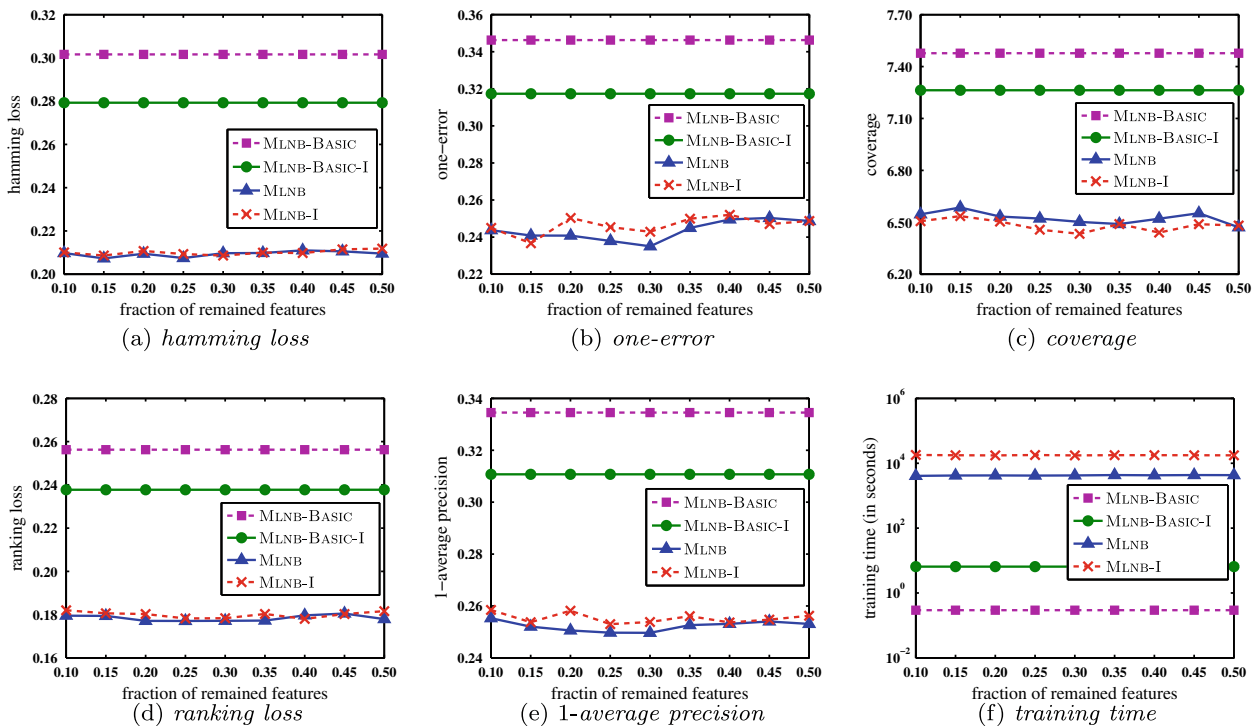 0.32
0.30
0.28
0.26
0.24
0.22
0.20
hamming loss
0.10 0.15 0.20 0.25 0.30 0.35 0.40 0.45 0.50
fraction of remained features
MLNB-BASIC
MLNB-BASIC-I
MLNB
MLNB-I
(a) hamming loss
0.36
0.34
0.32
0.30
0.28
0.26
0.24
0.22
one−error
0.10 0.15 0.20 0.25 0.30 0.35 0.40 0.45 0.50
fraction of remained features
MLNB-BASIC
MLNB-BASIC-I
MLNB
MLNB-I
(b) one-error
7.70
7.40
7.10
6.80
6.50
6.20
coverage
0.10 0.15 0.20 0.25 0.30 0.35 0.40 0.45 0.50
fraction of remained features
MLNB-BASIC
MLNB-BASIC-I
MLNB
MLNB-I
(c) coverage
0.28
0.26
0.24
0.22
0.20
0.18
0.16
ranking loss
0.10 0.15 0.20 0.25 0.30 0.35 0.40 0.45 0.50
fraction of remained features
MLNB-BASIC
MLNB-BASIC-I
MLNB
MLNB-I
(d) ranking loss
0.34
0.32
0.30
0.28
0.26
0.24
1−average precision
0.10 0.15 0.20 0.25 0.30 0.35 0.40 0.45 0.50
fraction of remained features
MLNB-BASIC
MLNB-BASIC-I
MLNB
MLNB-I
(e) 1-average precision
10⁶
10⁴
10²
10⁰
10⁻²
training time (in seconds)
0.10 0.15 0.20 0.25 0.30 0.35 0.40 0.45 0.50
fraction of remained features
MLNB-BASIC
MLNB-BASIC-I
MLNB
MLNB-I
(f) training time